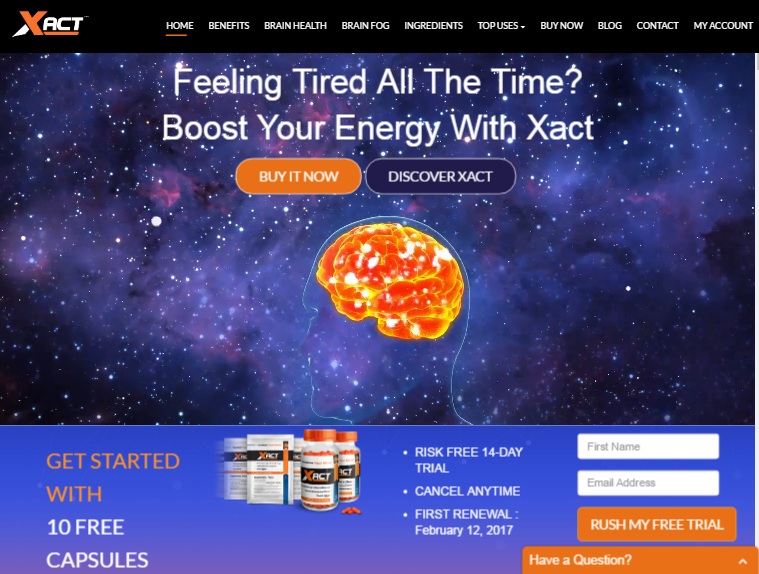 XACT
HOME BENEFITS BRAIN HEALTH BRAIN FOG INGREDIENTS TOP USES BUY NOW BLOG CONTACT MY ACCOUNT
Feeling Tired All The Time?
Boost Your Energy With Xact
BUY IT NOW DISCOVER XACT
GET STARTED
WITH
10 FREE
CAPSULES
XACT XACT XACT XACT
RISK FREE 14-DAY
TRIAL
CANCEL ANYTIME
FIRST RENEWAL :
February 12, 2017
First Name
Email Address
RUSH MY FREE TRIAL
Have a Question?